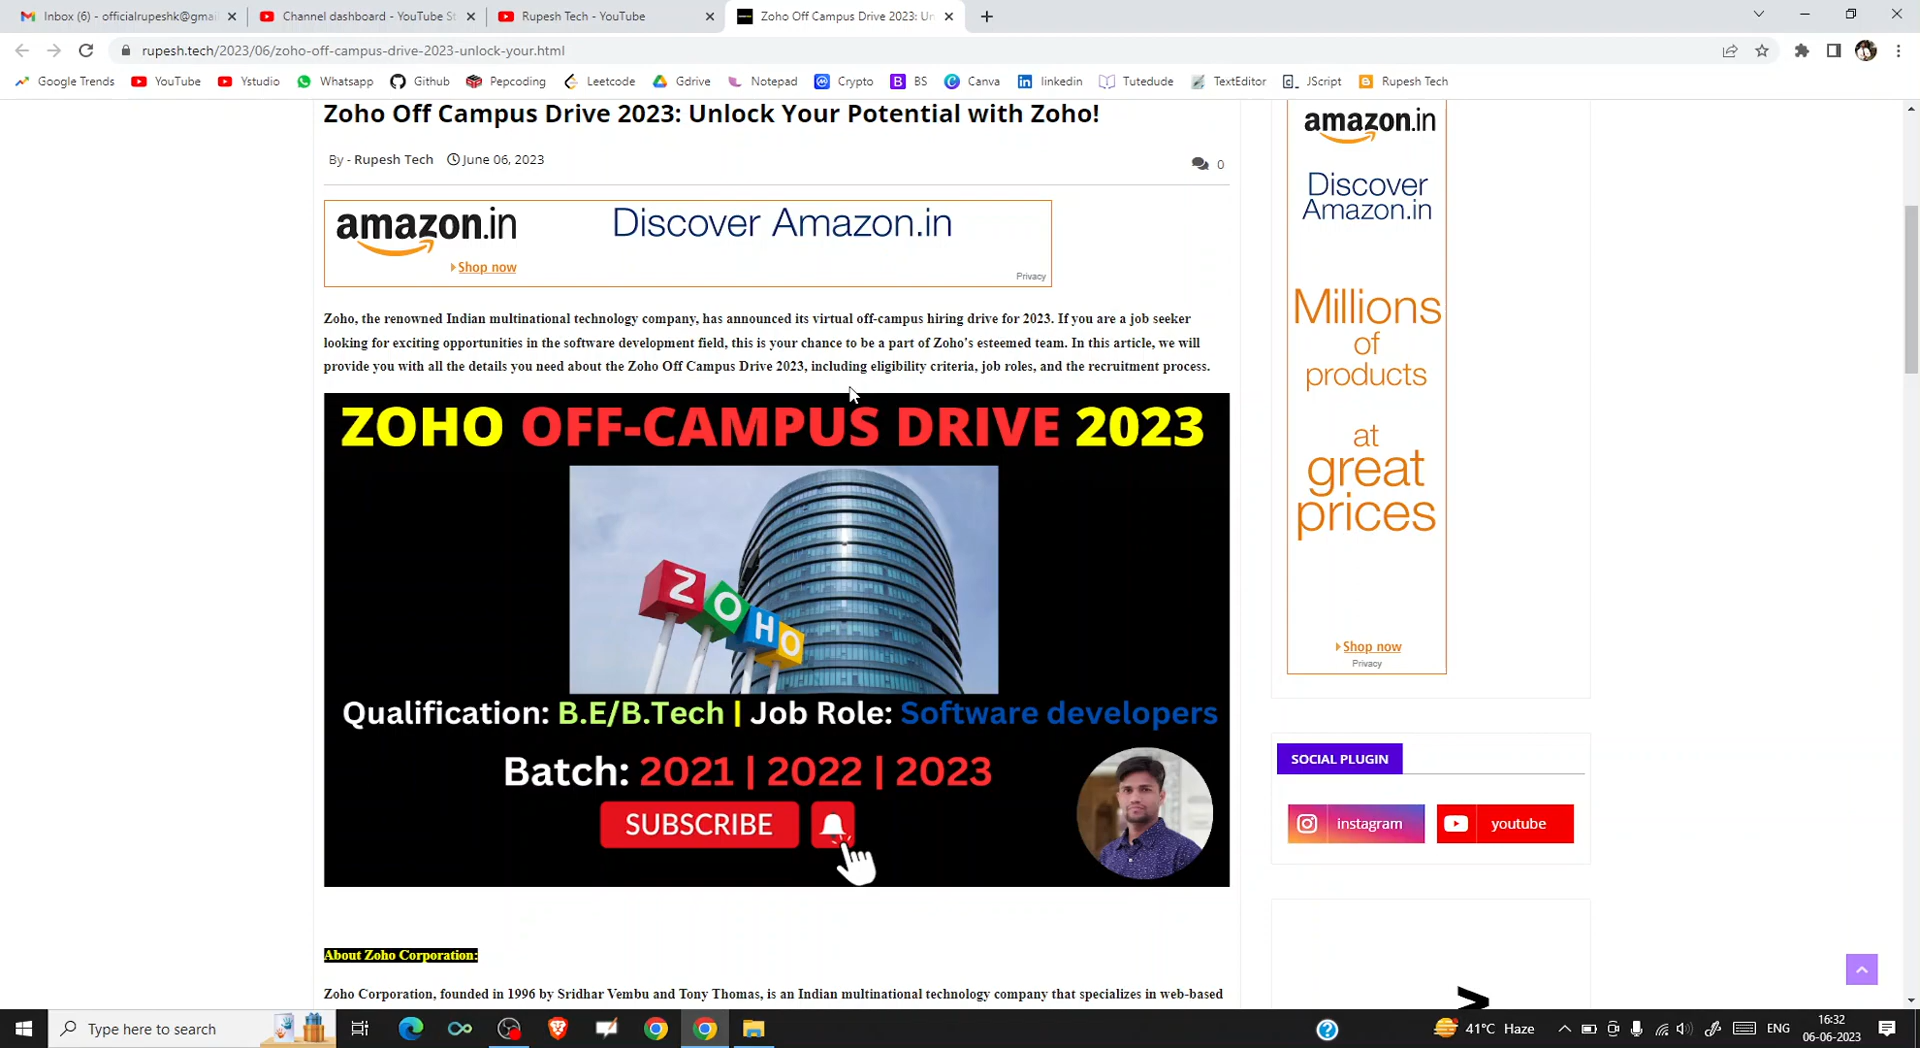 Inbox (6) - officialrupeshk@gmai
Channel dashboard - YouTube St
Rupesh Tech - YouTube
Zoho Off Campus Drive 2023: Un
rupesh.tech/2023/06/zoho-off-campus-drive-2023-unlock-your.html
Google Trends
YouTube
Ystudio
Whatsapp
Github
Pepcoding
Leetcode
Gdrive
Notepad
Crypto
BS
Canva
linkedin
Tutedude
TextEditor
JScript
Rupesh Tech
Zoho Off Campus Drive 2023: Unlock Your Potential with Zoho!
By - Rupesh Tech June 06, 2023
0
amazon.in
Discover Amazon.in
Shop now
Privacy
Zoho, the renowned Indian multinational technology company, has announced its virtual off-campus hiring drive for 2023. If you are a job seeker
looking for exciting opportunities in the software development field, this is your chance to be a part of Zoho's esteemed team. In this article, we will
provide you with all the details you need about the Zoho Off Campus Drive 2023, including eligibility criteria, job roles, and the recruitment process.
ZOHO OFF-CAMPUS DRIVE 2023
ZOHO
Qualification: B.E/B.Tech | Job Role: Software developers
Batch: 2021 | 2022 | 2023
SUBSCRIBE
About Zoho Corporation:
Zoho Corporation, founded in 1996 by Sridhar Vembu and Tony Thomas, is an Indian multinational technology company that specializes in web-based
amazon.in
Discover
Amazon.in
Millions
of
products
at
great
prices
Shop now
Privacy
SOCIAL PLUGIN
instagram
youtube
Type here to search
41°C Haze
ENG
16:32
06-06-2023